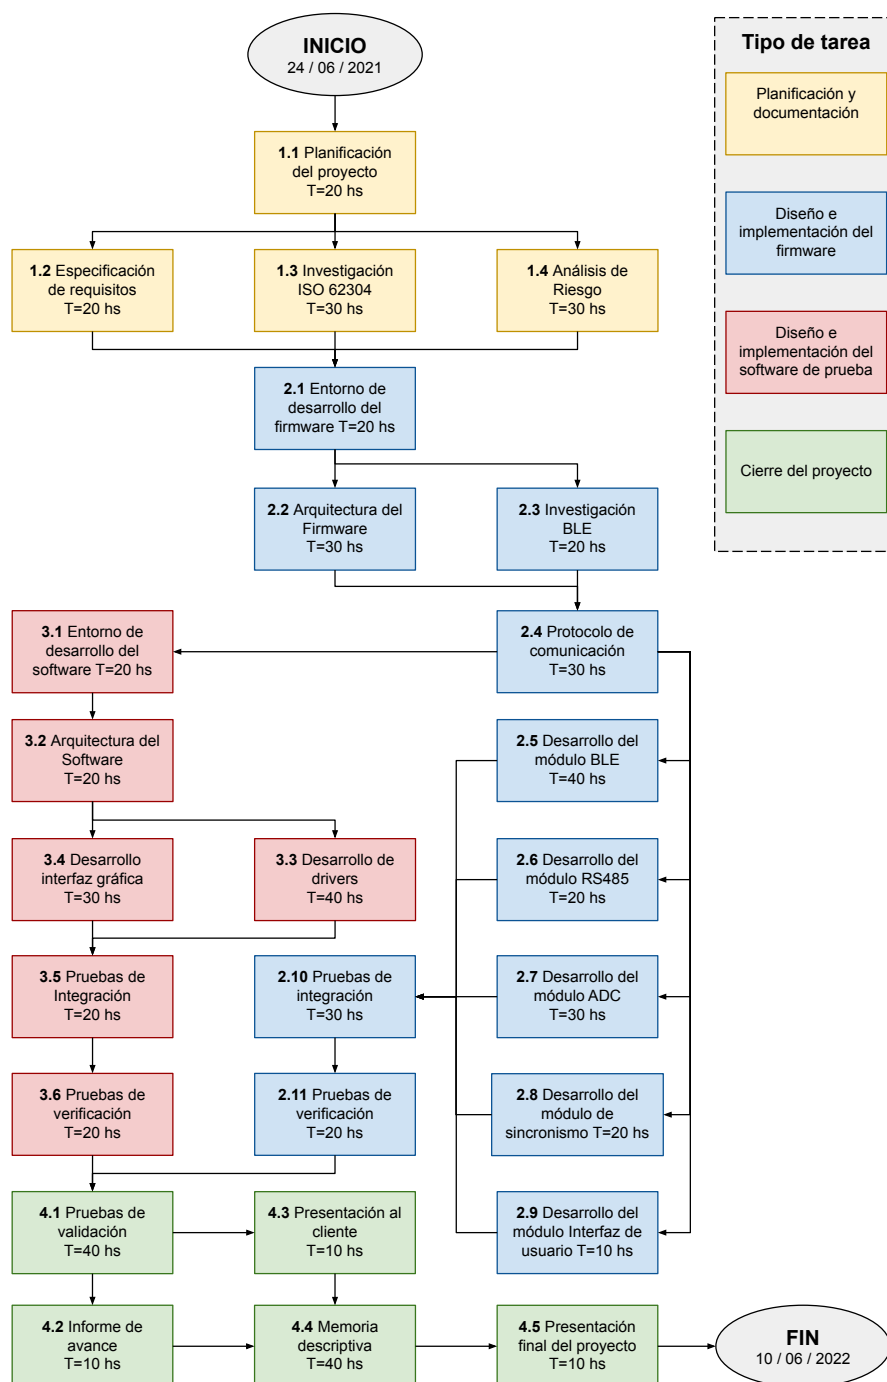 INICIO
24 / 06 / 2021
1.1 Planificación
del proyecto
T=20 hs
1.2 Especificación
de requisitos
T=20 hs
1.3 Investigación
ISO 62304
T=30 hs
1.4 Análisis de
Riesgo
T=30 hs
2.1 Entorno de
desarrollo del
firmware T=20 hs
2.2 Arquitectura del
Firmware
T=30 hs
2.3 Investigación
BLE
T=20 hs
3.1 Entorno de
desarrollo del
software T=20 hs
2.4 Protocolo de
comunicación
T=30 hs
3.2 Arquitectura del
Software
T=20 hs
2.5 Desarrollo del
módulo BLE
T=40 hs
3.4 Desarrollo
interfaz gráfica
T=30 hs
3.3 Desarrollo de
drivers
T=40 hs
2.6 Desarrollo del
módulo RS485
T=20 hs
3.5 Pruebas de
Integración
T=20 hs
2.10 Pruebas de
integración
T=30 hs
2.7 Desarrollo del
módulo ADC
T=30 hs
3.6 Pruebas de
verificación
T=20 hs
2.11 Pruebas de
verificación
T=20 hs
2.8 Desarrollo del
módulo de
sincronismo T=20 hs
4.1 Pruebas de
validación
T=40 hs
4.3 Presentación al
cliente
T=10 hs
2.9 Desarrollo del
módulo Interfaz de
usuario T=10 hs
4.2 Informe de
avance
T=10 hs
4.4 Memoria
descriptiva
T=40 hs
4.5 Presentación
final del proyecto
T=10 hs
FIN
10 / 06 / 2022
Tipo de tarea
Planificación y
documentación
Diseño e
implementación del
firmware
Diseño e
implementación del
software de prueba
Cierre del proyecto